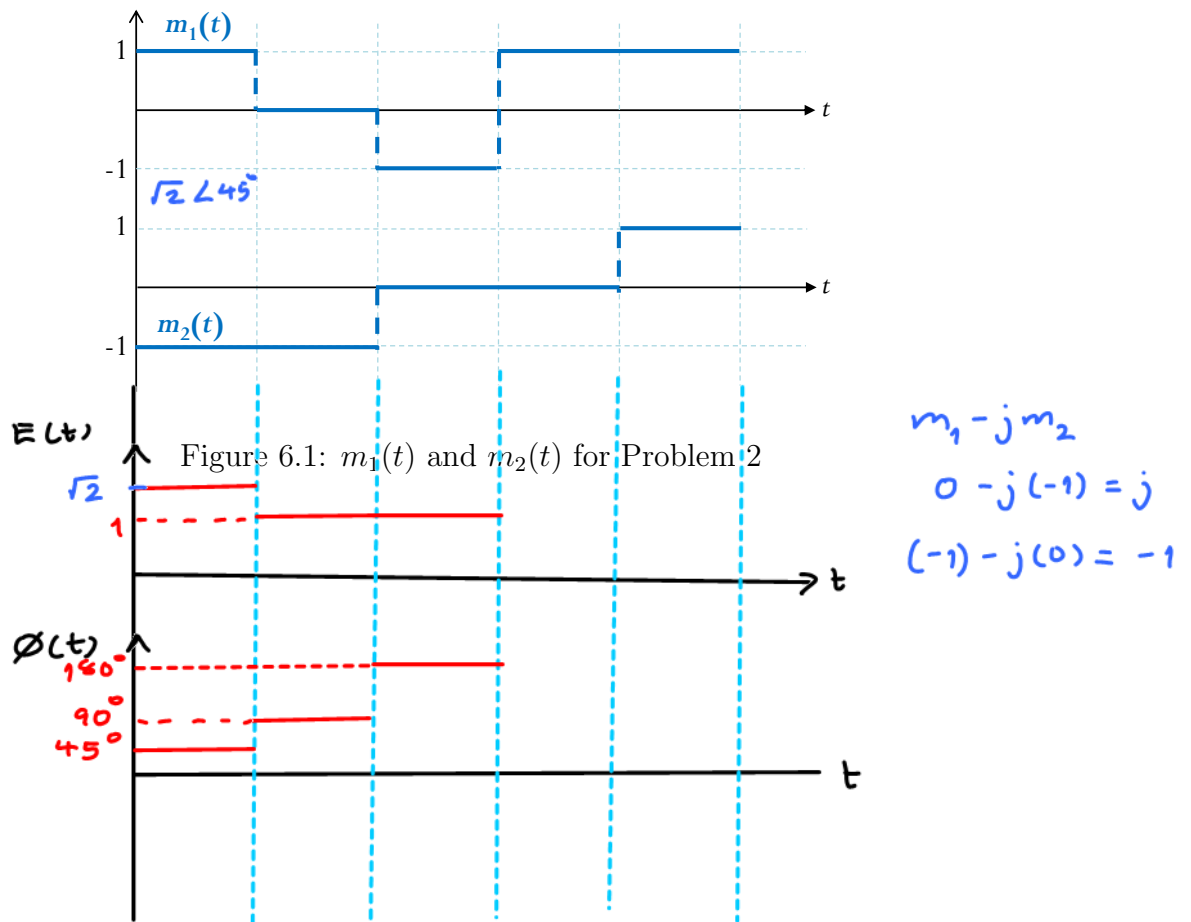 m₁(t)
1
t
-1
√2 ∠45°
1
t
m₂(t)
-1
E(t)
m₁ - jm₂
Figure 6.1: m₁(t) and m₂(t) for Problem 2
√2
0 - j(-1) = j
1
(-1) - j(0) = -1
t
Ø(t)
180°
90°
45°
t